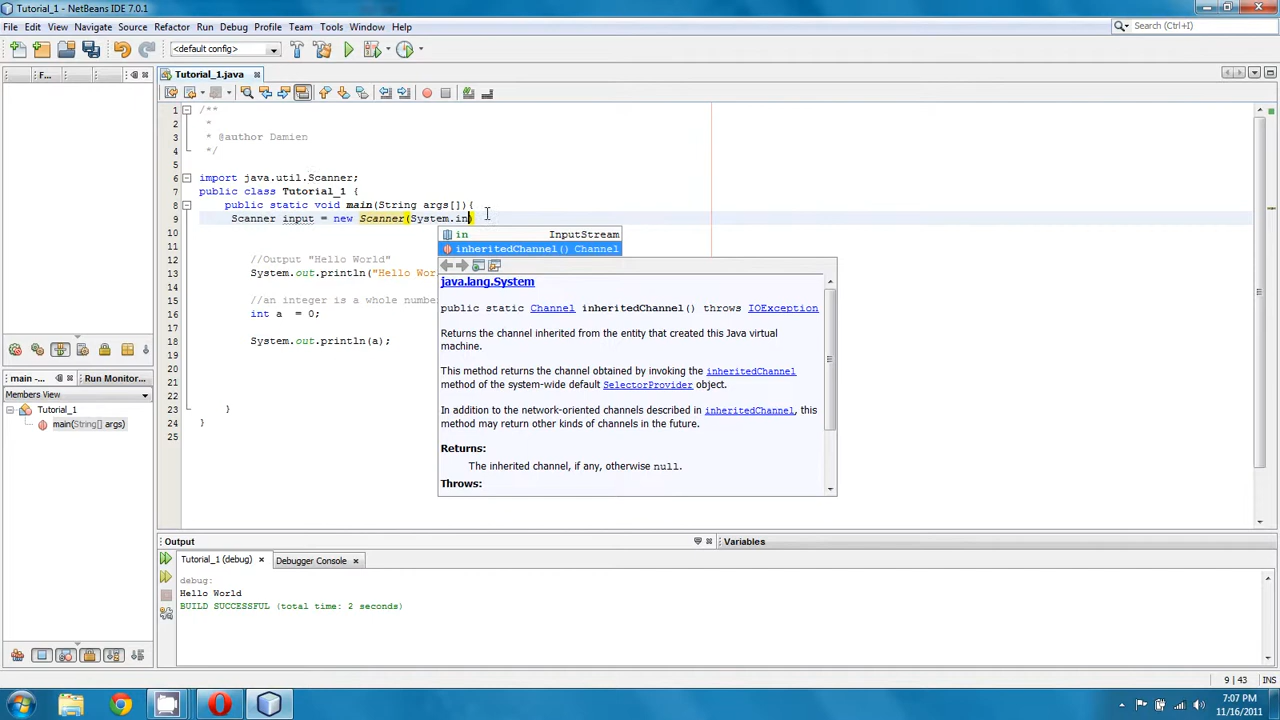 Tutorial_1 - NetBeans IDE 7.0.1
File Edit View Navigate Source Refactor Run Debug Profile Team Tools Window Help
Search (Ctrl+I)
<default config>
F...
Tutorial_1.java
1 /**
2 *
3 * @author Damien
4 */
5
6 import java.util.Scanner;
7 public class Tutorial_1 {
8 public static void main(String args[]){
9 Scanner input = new Scanner(System.in)
10
11
12 //Output "Hello World"
13 System.out.println("Hello Wor
14
15 //an integer is a whole numbe
16 int a = 0;
17
18 System.out.println(a);
19
20
21
22
23 }
24 }
25
in InputStream
inheritedChannel() Channel
java.lang.System
public static Channel inheritedChannel() throws IOException
Returns the channel inherited from the entity that created this Java virtual
machine.
This method returns the channel obtained by invoking the inheritedChannel
method of the system-wide default SelectorProvider object.
In addition to the network-oriented channels described in inheritedChannel, this
method may return other kinds of channels in the future.
Returns:
The inherited channel, if any, otherwise null.
Throws:
main -...
Run Monitor...
Members View
Tutorial_1
main(String[] args)
Output
Variables
Tutorial_1 (debug)
Debugger Console
debug:
Hello World
BUILD SUCCESSFUL (total time: 2 seconds)
9 | 43 INS
7:07 PM
11/16/2011